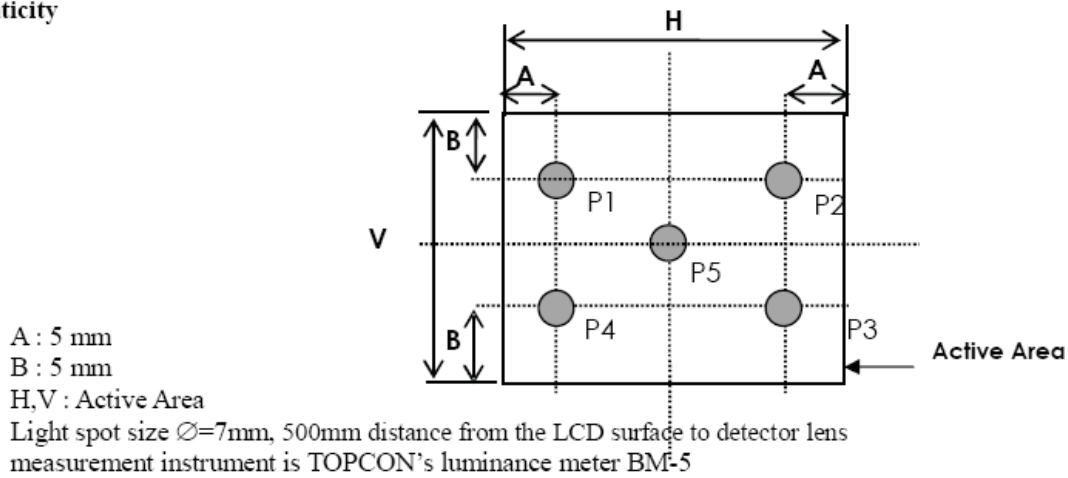 H
A A
B
P1 P2
V
P5
B P4 P3
Active Area
A : 5 mm
B : 5 mm
H,V : Active Area
Light spot size ∅=7mm, 500mm distance from the LCD surface to detector lens
measurement instrument is TOPCON's luminance meter BM-5